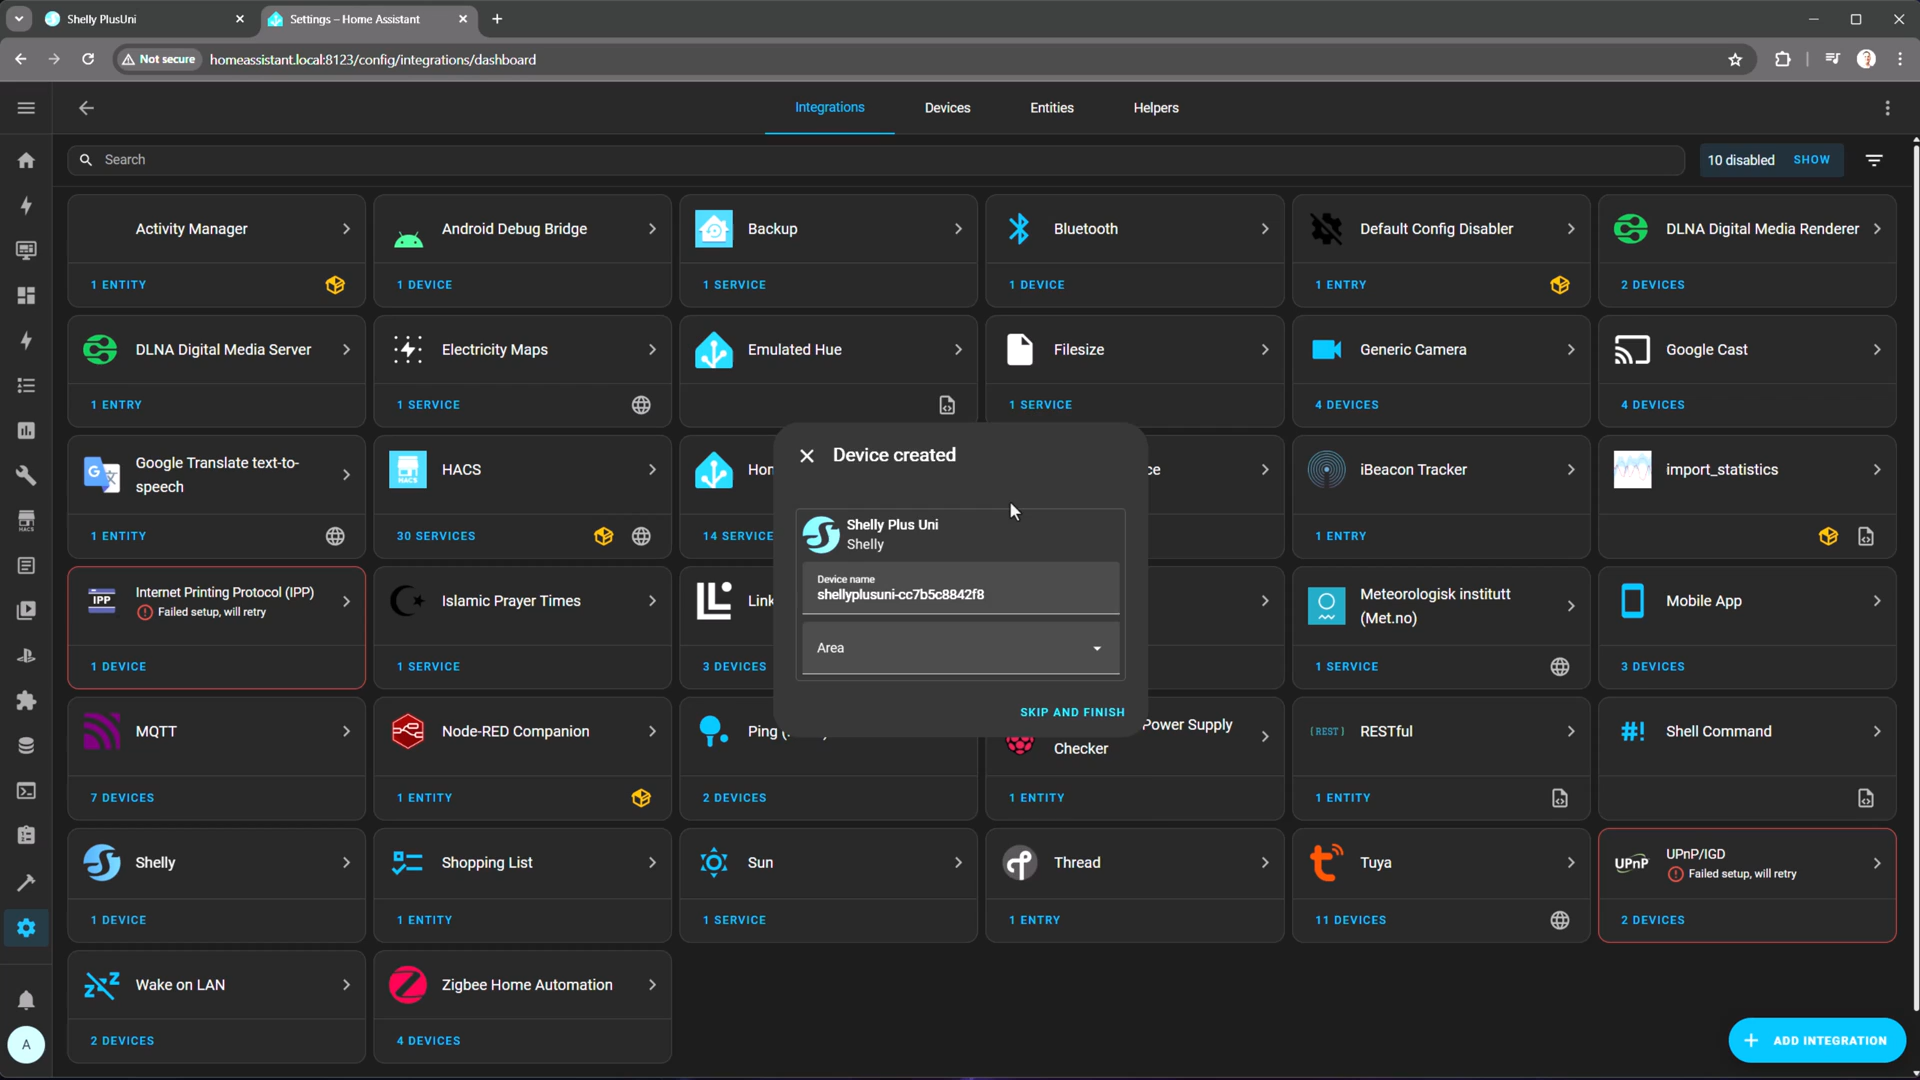 Shelly PlusUni
Settings – Home Assistant
Not secure
homeassistant.local:8123/config/integrations/dashboard
Integrations
Devices
Entities
Helpers
Search
10 disabled
SHOW
Activity Manager
1 ENTITY
Android Debug Bridge
1 DEVICE
Backup
1 SERVICE
Bluetooth
1 DEVICE
Default Config Disabler
1 ENTRY
DLNA Digital Media Renderer
2 DEVICES
DLNA Digital Media Server
1 ENTRY
Electricity Maps
1 SERVICE
Emulated Hue
Filesize
1 SERVICE
Generic Camera
4 DEVICES
Google Cast
4 DEVICES
Google Translate text-to-
speech
1 ENTITY
HACS
HACS
30 SERVICES
Hor
14 SERVICE
ce
iBeacon Tracker
1 ENTRY
import_statistics
Device created
Shelly Plus Uni
Shelly
Device name
shellyplusuni-cc7b5c8842f8
Area
SKIP AND FINISH
IPP
Internet Printing Protocol (IPP)
Failed setup, will retry
1 DEVICE
Islamic Prayer Times
1 SERVICE
Link
3 DEVICES
Meteorologisk institutt
(Met.no)
1 SERVICE
Mobile App
3 DEVICES
MQTT
7 DEVICES
Node-RED Companion
1 ENTITY
Ping
2 DEVICES
Power Supply
Checker
1 ENTITY
{REST}
RESTful
1 ENTITY
#!
Shell Command
Shelly
1 DEVICE
Shopping List
1 ENTITY
Sun
1 SERVICE
Thread
1 ENTRY
Tuya
11 DEVICES
UPnP
UPnP/IGD
Failed setup, will retry
2 DEVICES
Wake on LAN
2 DEVICES
Zigbee Home Automation
4 DEVICES
HACS
A
ADD INTEGRATION